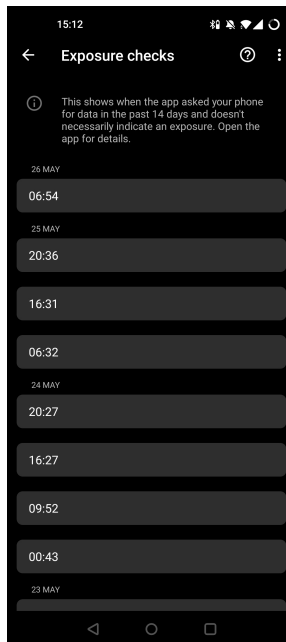 15:12
Exposure checks
This shows when the app asked your phone
for data in the past 14 days and doesn't
necessarily indicate an exposure. Open the
app for details.
26 MAY
06:54
25 MAY
20:36
16:31
06:32
24 MAY
20:27
16:27
09:52
00:43
23 MAY